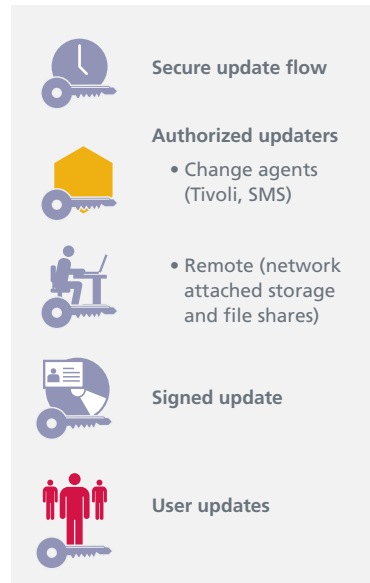 Secure update flow
Authorized updaters
• Change agents
(Tivoli, SMS)
• Remote (network
attached storage
and file shares)
Signed update
User updates